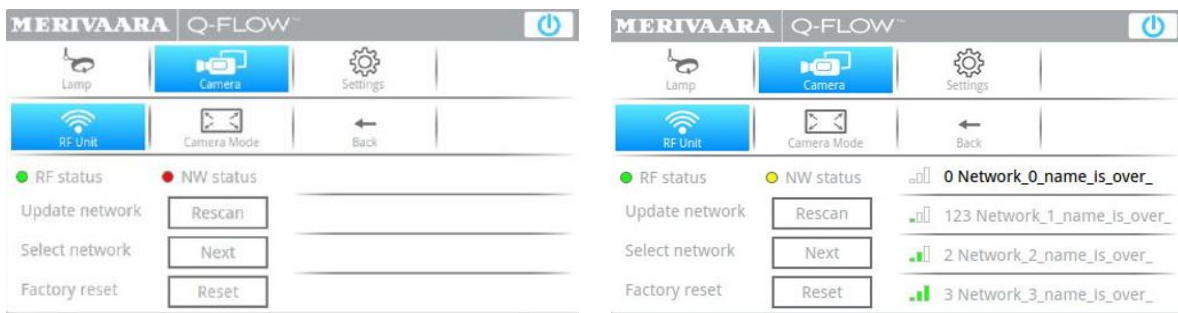 MERIVAARA Q-FLOW™
Lamp Camera Settings
RF Unit Camera Mode Back
RF status NW status
Update network Rescan
Select network Next
Factory reset Reset
MERIVAARA Q-FLOW™
Lamp Camera Settings
RF Unit Camera Mode Back
RF status NW status 0 Network_0_name_is_over_
Update network Rescan 123 Network_1_name_is_over_
Select network Next 2 Network_2_name_is_over_
Factory reset Reset 3 Network_3_name_is_over_